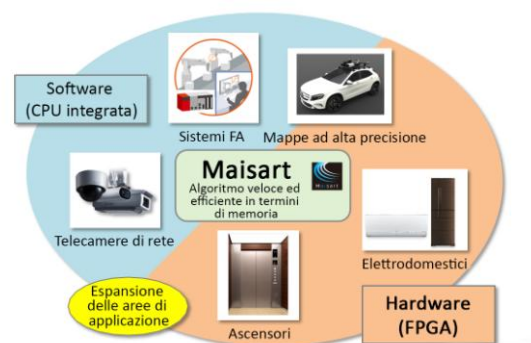 Software
(CPU integrata)
Sistemi FA
Mappe ad alta precisione
Maisart
Maisart
Algoritmo veloce ed
efficiente in termini
di memoria
Telecamere di rete
Elettrodomestici
Espansione
delle aree di
applicazione
Ascensori
Hardware
(FPGA)